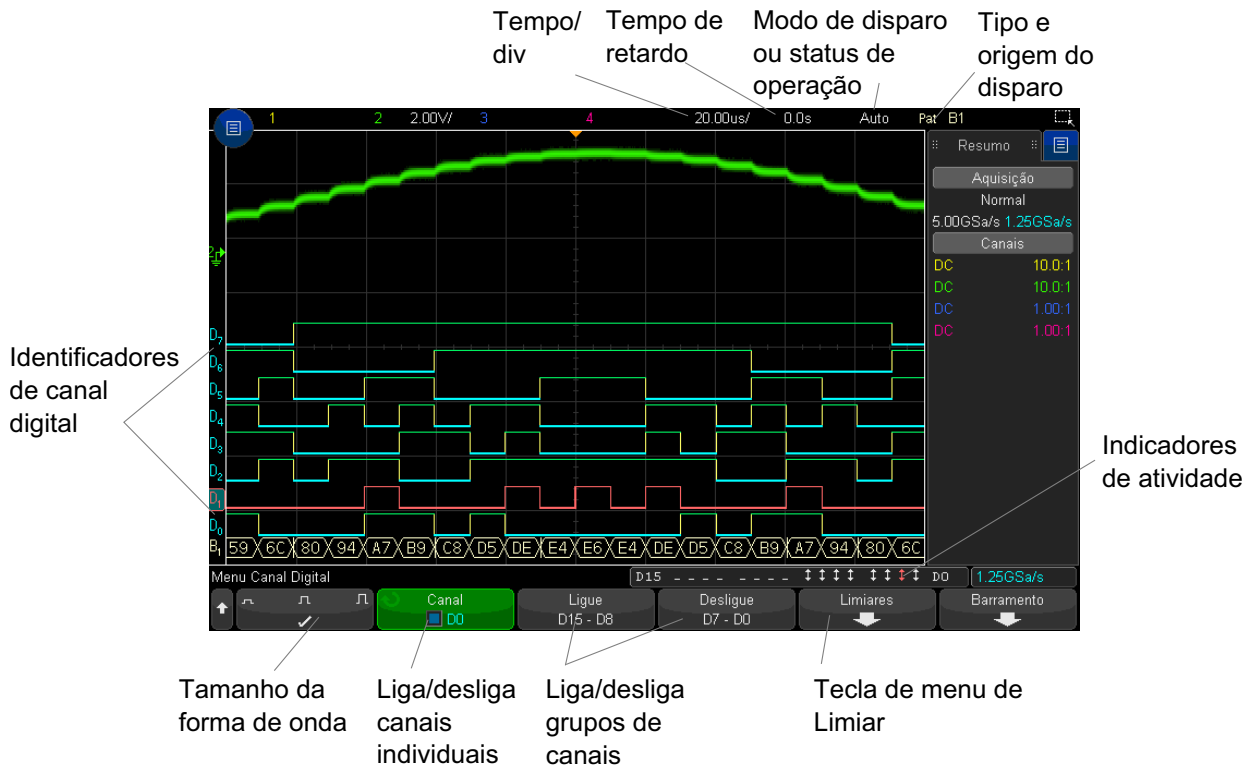 Tempo/
div
Tempo de
retardo
Modo de disparo
ou status de
operação
Tipo e
origem do
disparo
1 2 2.00V/ 3 4 20.00us/ 0.0s Auto Pat B1
Resumo
Aquisição
Normal
5.00GSa/s 1.25GSa/s
Canais
DC 10.0:1
DC 10.0:1
DC 1.00:1
DC 1.00:1
2
D7
D6
D5
D4
D3
D2
D1
D0
B1 59 6C 80 94 A7 B9 C8 D5 DE E4 E6 E4 DE D5 C8 B9 A7 94 80 6C
Identificadores
de canal
digital
Indicadores
de atividade
Menu Canal Digital
D15 _ _ _ _ _ _ _ _ ↕ ↕ ↕ ↕ ↕ ↕ ↕ ↕ D0 1.25GSa/s
Canal
D0
Ligue
D15 - D8
Desligue
D7 - D0
Limiares
Barramento
Tamanho da
forma de onda
Liga/desliga
canais
individuais
Liga/desliga
grupos de
canais
Tecla de menu de
Limiar